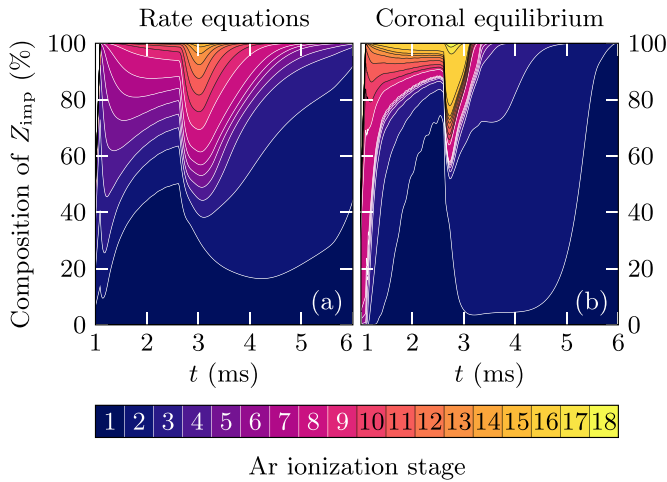 Rate equations Coronal equilibrium
100 100
80 80
60 60
40 40
20 20
0 0
Composition of Z_imp (%)
(a) (b)
1 2 3 4 5 6 1 2 3 4 5 6
t (ms) t (ms)
1 2 3 4 5 6 7 8 9 10 11 12 13 14 15 16 17 18
Ar ionization stage